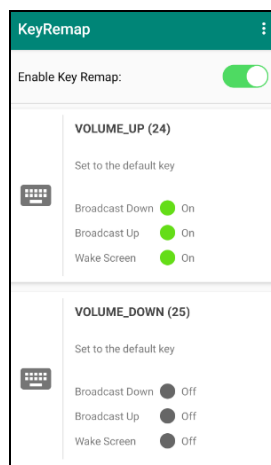 KeyRemap
Enable Key Remap:
VOLUME_UP (24)
Set to the default key
Broadcast Down On
Broadcast Up On
Wake Screen On
VOLUME_DOWN (25)
Set to the default key
Broadcast Down Off
Broadcast Up Off
Wake Screen Off